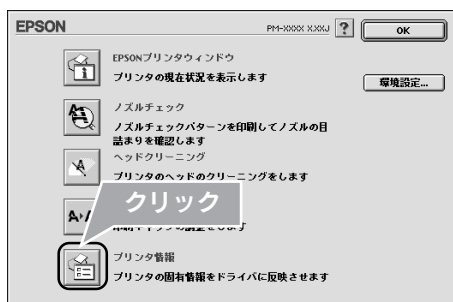 EPSON
PM-XXXX X.XXJ
?
OK
EPSONプリンタウィンドウ
プリンタの現在状況を表示します
環境設定...
ノズルチェック
ノズルチェックパターンを印刷してノズルの目
詰まりを確認します
ヘッドクリーニング
プリンタのヘッドのクリーニングをします
クリック
プリンタ情報
プリンタの固有情報をドライバに反映させます